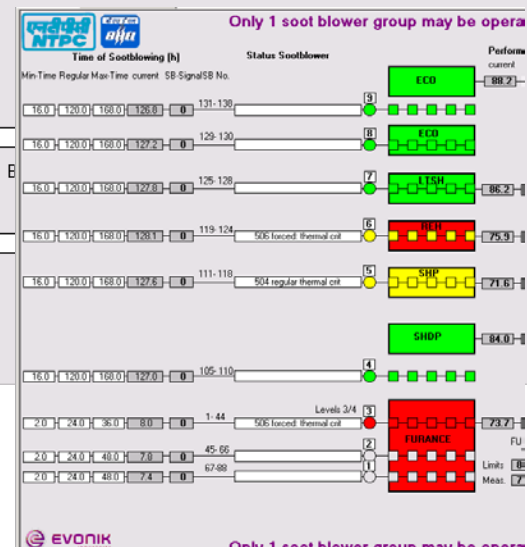 एनटीपीसी
NTPC
Only 1 soot blower group may be opera
Time of Sootblowing [h]
Status Sootblower
Perform
current
Min-Time Regular Max-Time current SB-Signal SB No.
ECO
88.2
16.0 120.0 168.0 126.8 0 131-138 9
16.0 120.0 168.0 127.2 0 129-130 8 ECO
16.0 120.0 168.0 127.8 0 125-128 7 LTSH 86.2
16.0 120.0 168.0 128.1 0 119-124 506 forced: thermal crit 6 REH 75.9
16.0 120.0 168.0 127.6 0 111-118 504 regular thermal crit 5 SHP 71.6
SHDP 84.0
16.0 120.0 168.0 127.0 0 105-110 4
Levels 3/4
2.0 24.0 36.0 8.0 0 1-44 506 forced: thermal crit 3 73.7
FURANCE
FU
2.0 24.0 48.0 7.8 0 45-66 2
Limits 8
2.0 24.0 48.0 7.4 0 67-88 1
Meas. 7
EVONIK
Only 1 soot blower group may be opera